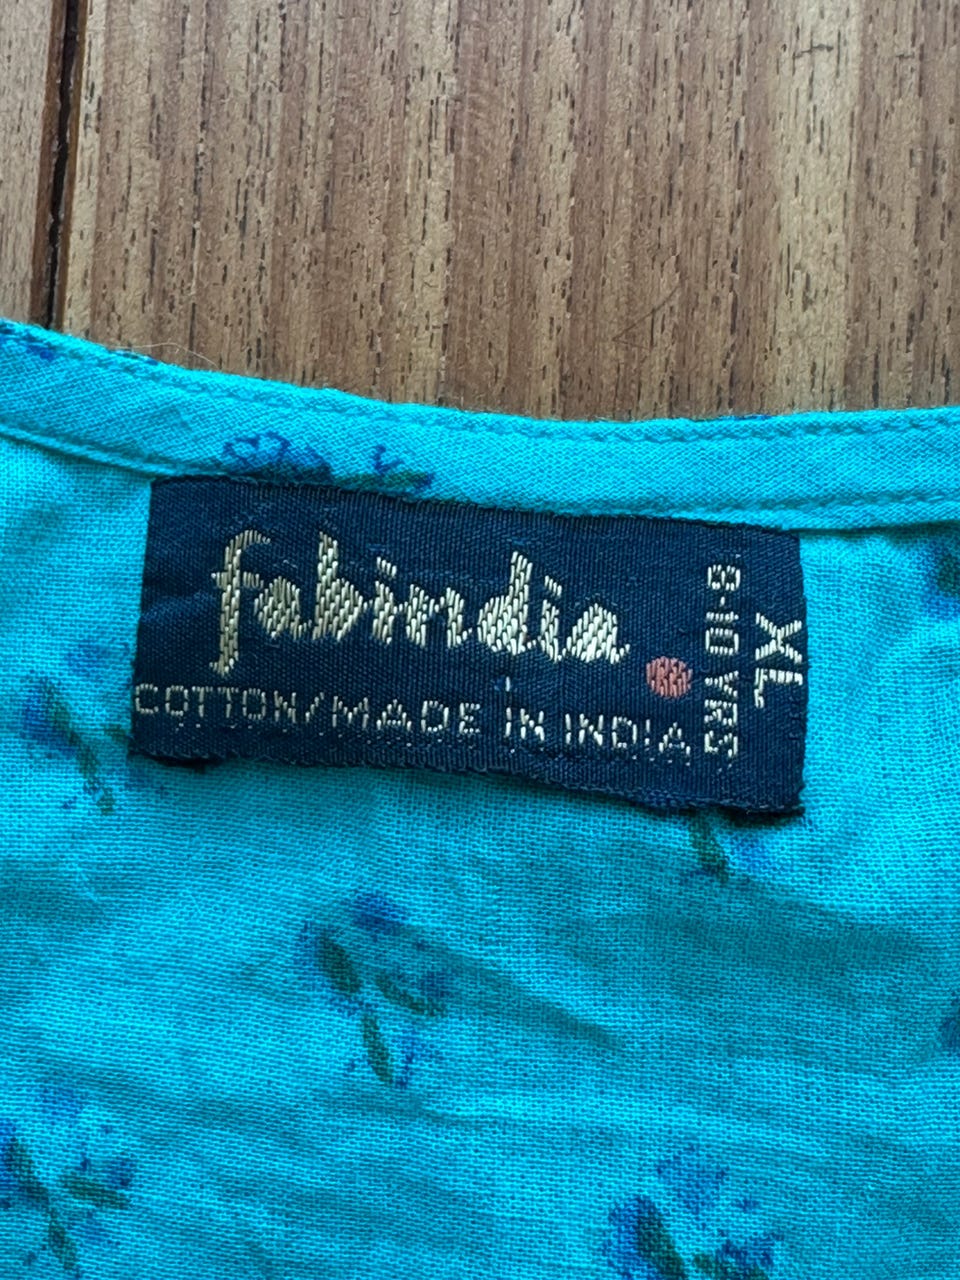 fabindia
COTTON/MADE IN INDIA
XL
8-10 YRS